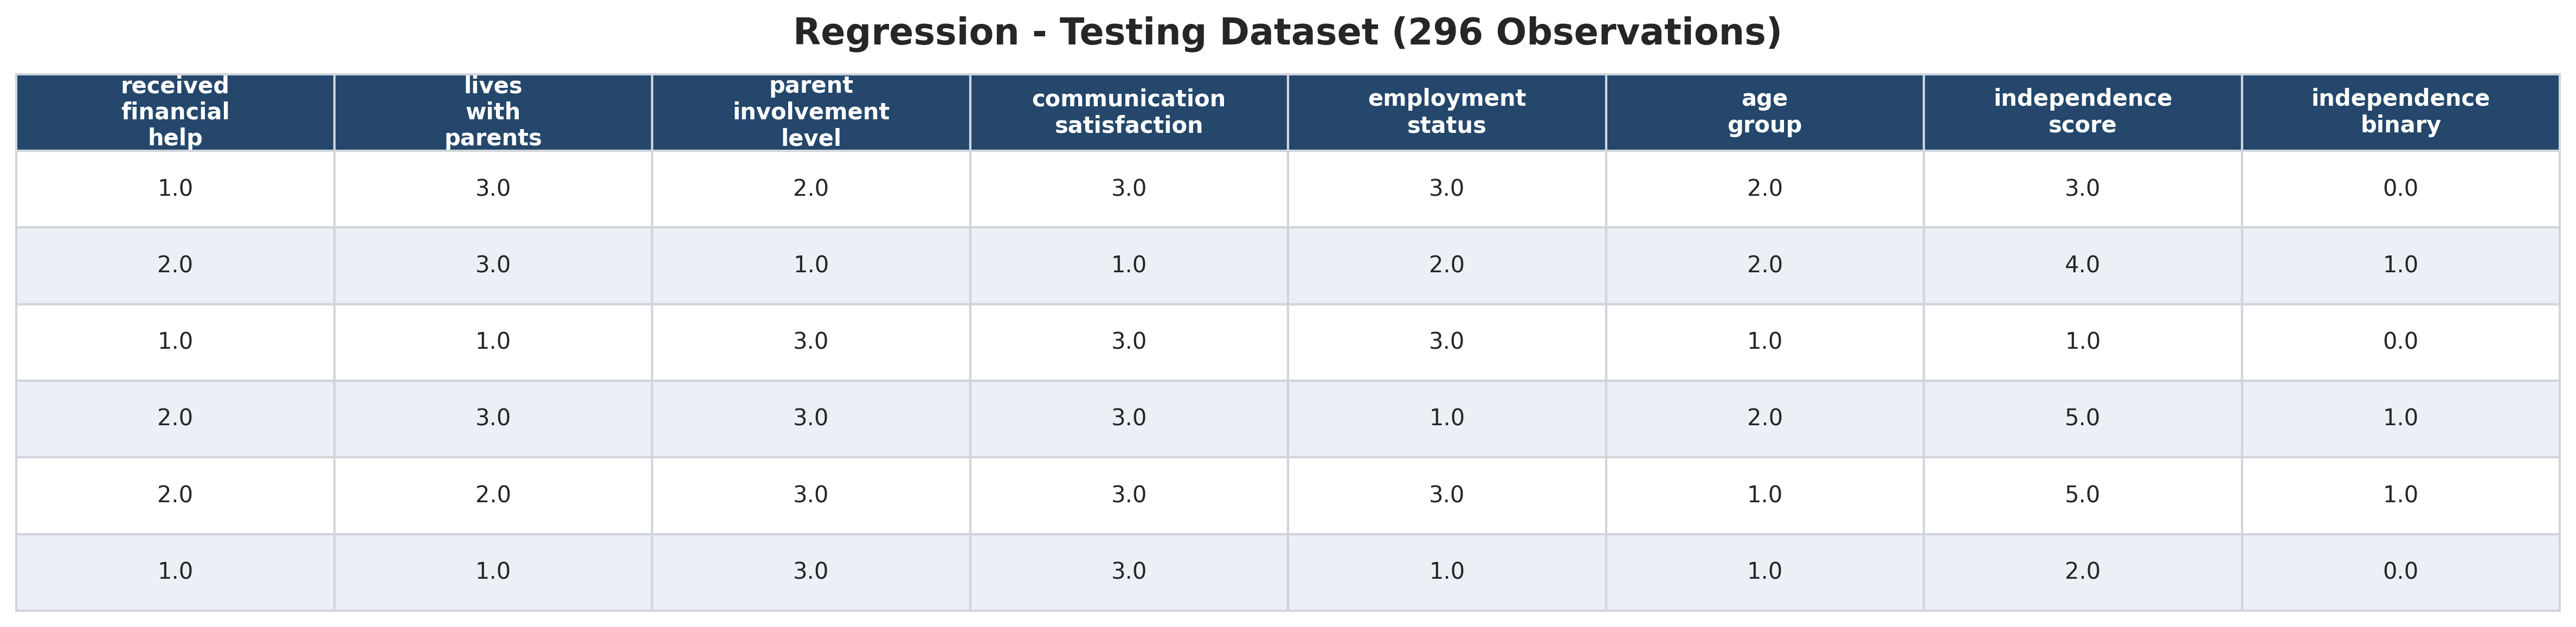 Regression - Testing Dataset (296 Observations)
received financial help lives with parents parent involvement level communication satisfaction employment status age group independence score independence binary
1.0 3.0 2.0 3.0 3.0 2.0 3.0 0.0
2.0 3.0 1.0 1.0 2.0 2.0 4.0 1.0
1.0 1.0 3.0 3.0 3.0 1.0 1.0 0.0
2.0 3.0 3.0 3.0 1.0 2.0 5.0 1.0
2.0 2.0 3.0 3.0 3.0 1.0 5.0 1.0
1.0 1.0 3.0 3.0 1.0 1.0 2.0 0.0